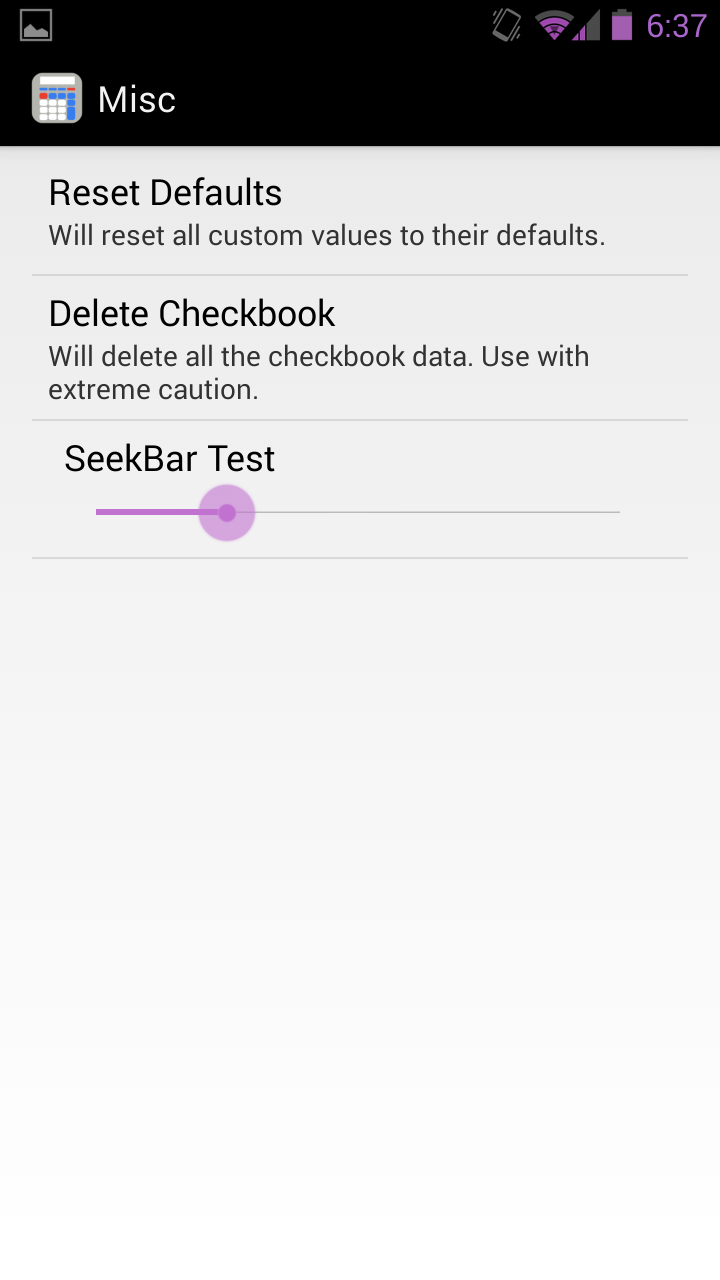 6:37
Misc
Reset Defaults
Will reset all custom values to their defaults.
Delete Checkbook
Will delete all the checkbook data. Use with
extreme caution.
SeekBar Test